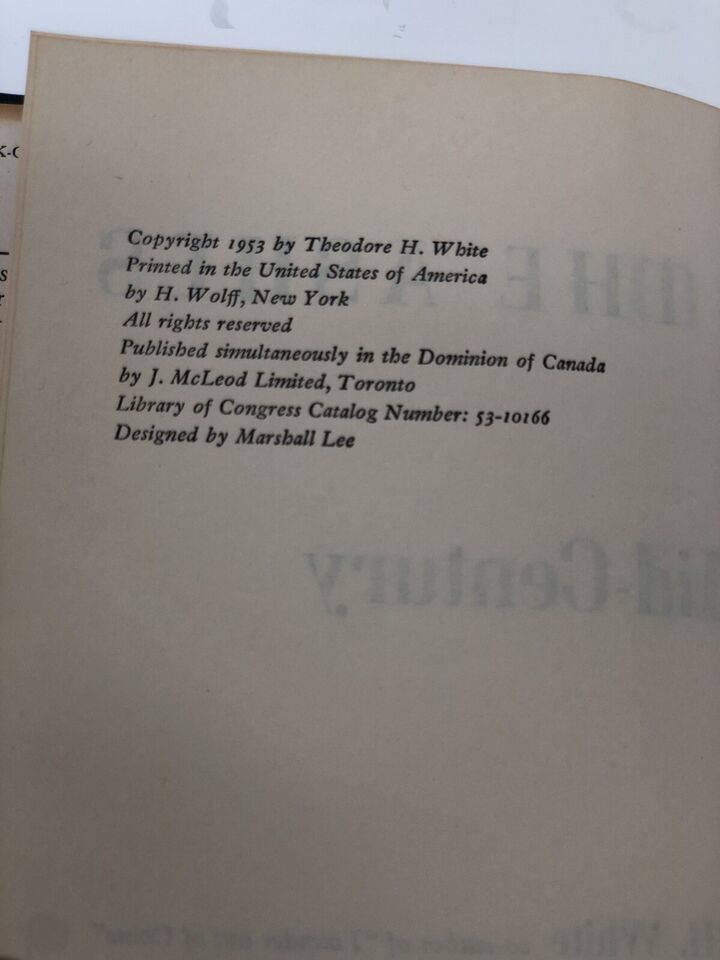 Copyright 1953 by Theodore H. White
Printed in the United States of America
by H. Wolff, New York
All rights reserved
Published simultaneously in the Dominion of Canada
by J. McLeod Limited, Toronto
Library of Congress Catalog Number: 53-10166
Designed by Marshall Lee